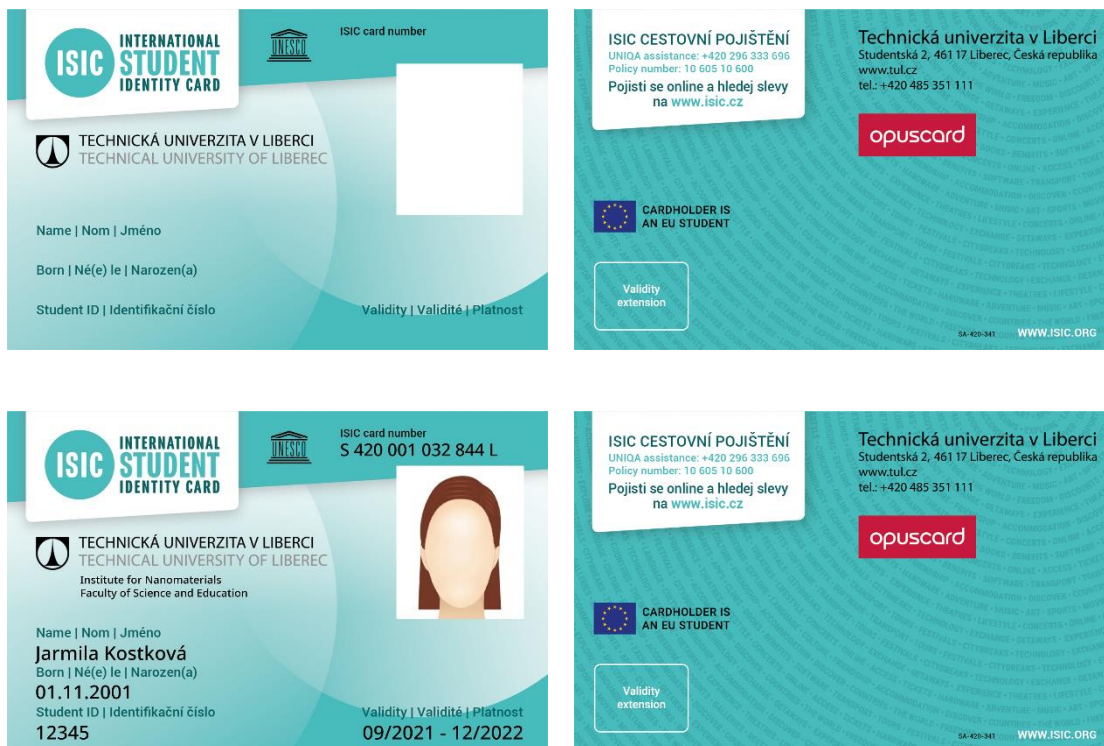 ISIC
INTERNATIONAL
STUDENT
IDENTITY CARD
UNESCO
ISIC card number
TECHNICKÁ UNIVERZITA V LIBERCI
TECHNICAL UNIVERSITY OF LIBEREC
Name | Nom | Jméno
Born | Né(e) le | Narozen(a)
Student ID | Identifikační číslo
Validity | Validité | Platnost
ISIC CESTOVNÍ POJIŠTĚNÍ
UNIQA assistance: +420 296 333 696
Policy number: 10 605 10 600
Pojisti se online a hledej slevy
na www.isic.cz
Technická univerzita v Liberci
Studentská 2, 461 17 Liberec, Česká republika
www.tul.cz
tel.: +420 485 351 111
opuscard
CARDHOLDER IS
AN EU STUDENT
Validity
extension
SA-420-341
WWW.ISIC.ORG
ISIC
INTERNATIONAL
STUDENT
IDENTITY CARD
UNESCO
ISIC card number
S 420 001 032 844 L
TECHNICKÁ UNIVERZITA V LIBERCI
TECHNICAL UNIVERSITY OF LIBEREC
Institute for Nanomaterials
Faculty of Science and Education
Name | Nom | Jméno
Jarmila Kostková
Born | Né(e) le | Narozen(a)
01.11.2001
Student ID | Identifikační číslo
12345
Validity | Validité | Platnost
09/2021 - 12/2022
ISIC CESTOVNÍ POJIŠTĚNÍ
UNIQA assistance: +420 296 333 696
Policy number: 10 605 10 600
Pojisti se online a hledej slevy
na www.isic.cz
Technická univerzita v Liberci
Studentská 2, 461 17 Liberec, Česká republika
www.tul.cz
tel.: +420 485 351 111
opuscard
CARDHOLDER IS
AN EU STUDENT
Validity
extension
SA-420-341
WWW.ISIC.ORG